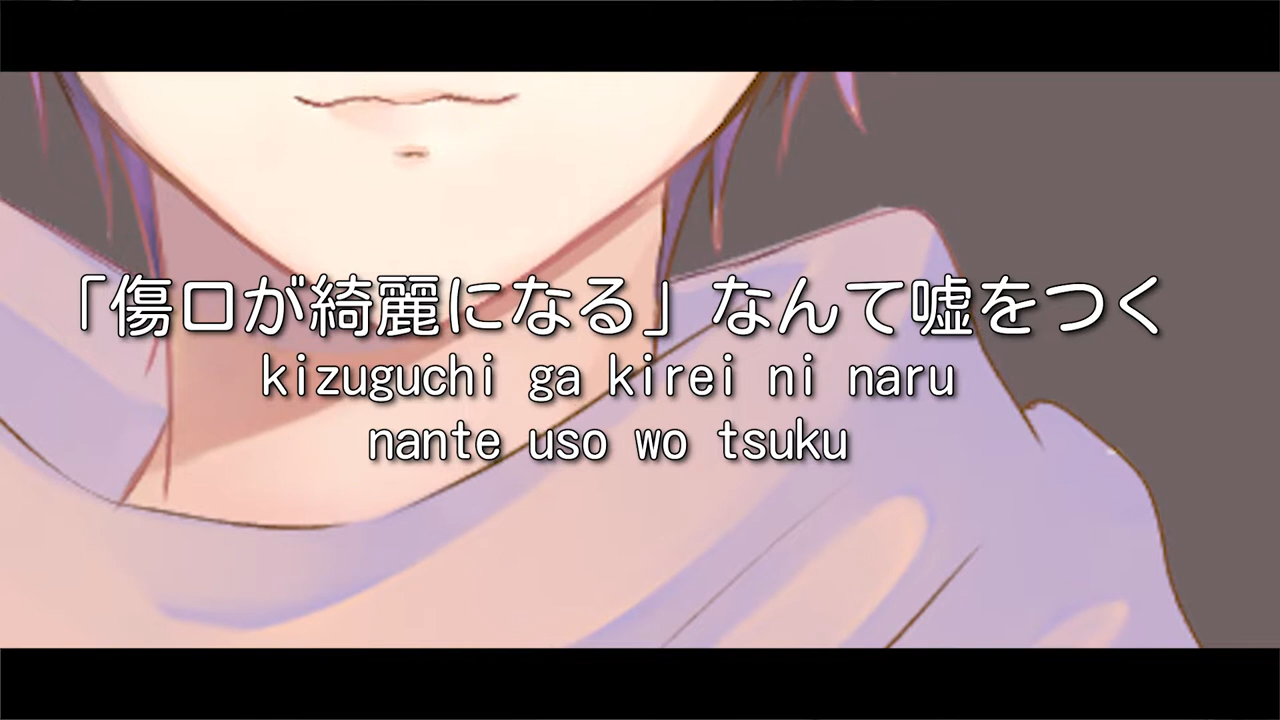 「傷口が綺麗になる」なんて嘘をつく
kizuguchi ga kirei ni naru
nante uso wo tsuku